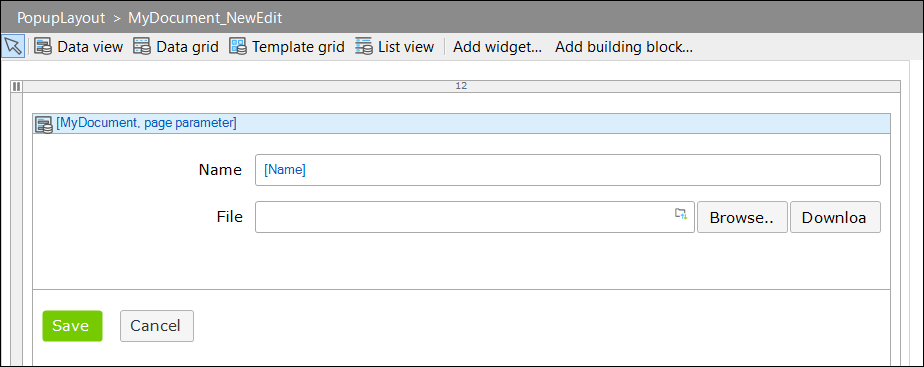 PopupLayout > MyDocument_NewEdit
Data view Data grid Template grid List view Add widget... Add building block...
12
[MyDocument, page parameter]
Name [Name]
File Browse.. Downloa
Save Cancel